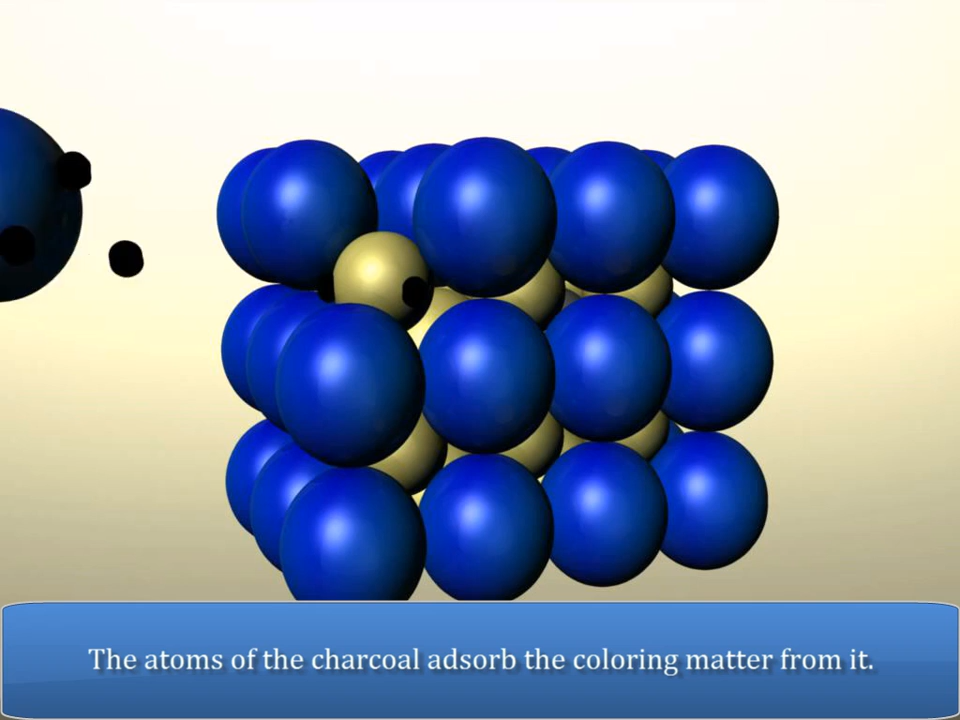 The atoms of the charcoal adsorb the coloring matter from it.